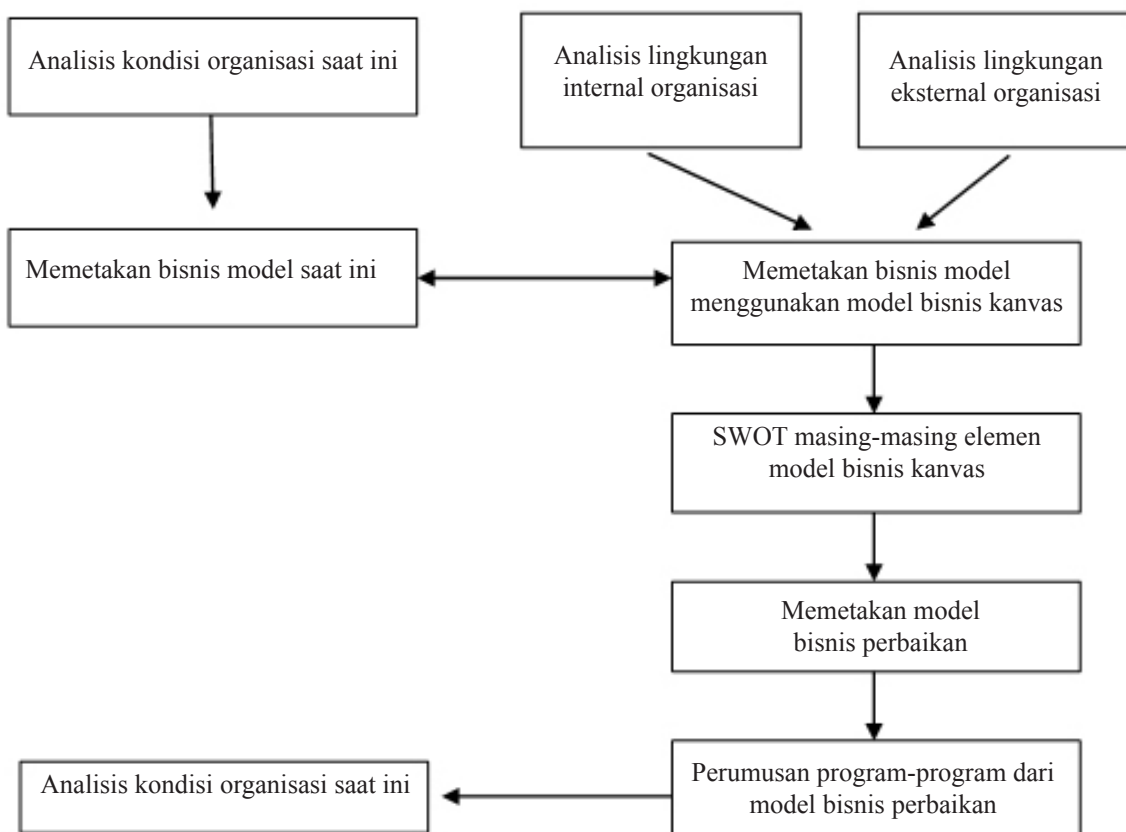 Analisis kondisi organisasi saat ini
Analisis lingkungan
internal organisasi
Analisis lingkungan
eksternal organisasi
Memetakan bisnis model saat ini
Memetakan bisnis model
menggunakan model bisnis kanvas
SWOT masing-masing elemen
model bisnis kanvas
Memetakan model
bisnis perbaikan
Analisis kondisi organisasi saat ini
Perumusan program-program dari
model bisnis perbaikan